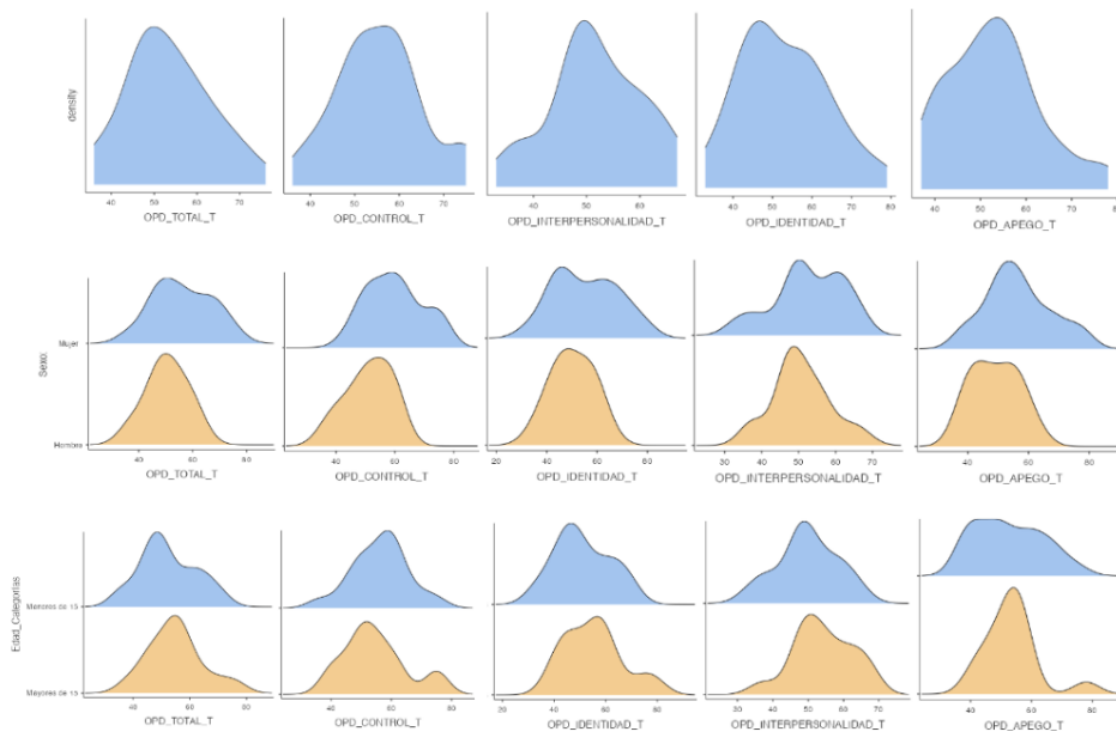 density
40 50 60 70
OPD_TOTAL_T
40 50 60 70
OPD_CONTROL_T
40 50 60
OPD_INTERPERSONALIDAD_T
40 50 60 70 80
OPD_IDENTIDAD_T
40 50 60 70 80
OPD_APEGO_T
Sexo:
Mujer
Hombre
40 60 80
OPD_TOTAL_T
40 60 80
OPD_CONTROL_T
20 40 60 80
OPD_IDENTIDAD_T
30 40 50 60 70
OPD_INTERPERSONALIDAD_T
40 60 80
OPD_APEGO_T
Edad_Categorías
Menores de 15
Mayores de 15
40 60 80
OPD_TOTAL_T
40 60 80
OPD_CONTROL_T
20 40 60 80
OPD_IDENTIDAD_T
30 40 50 60 70
OPD_INTERPERSONALIDAD_T
40 60 80
OPD_APEGO_T